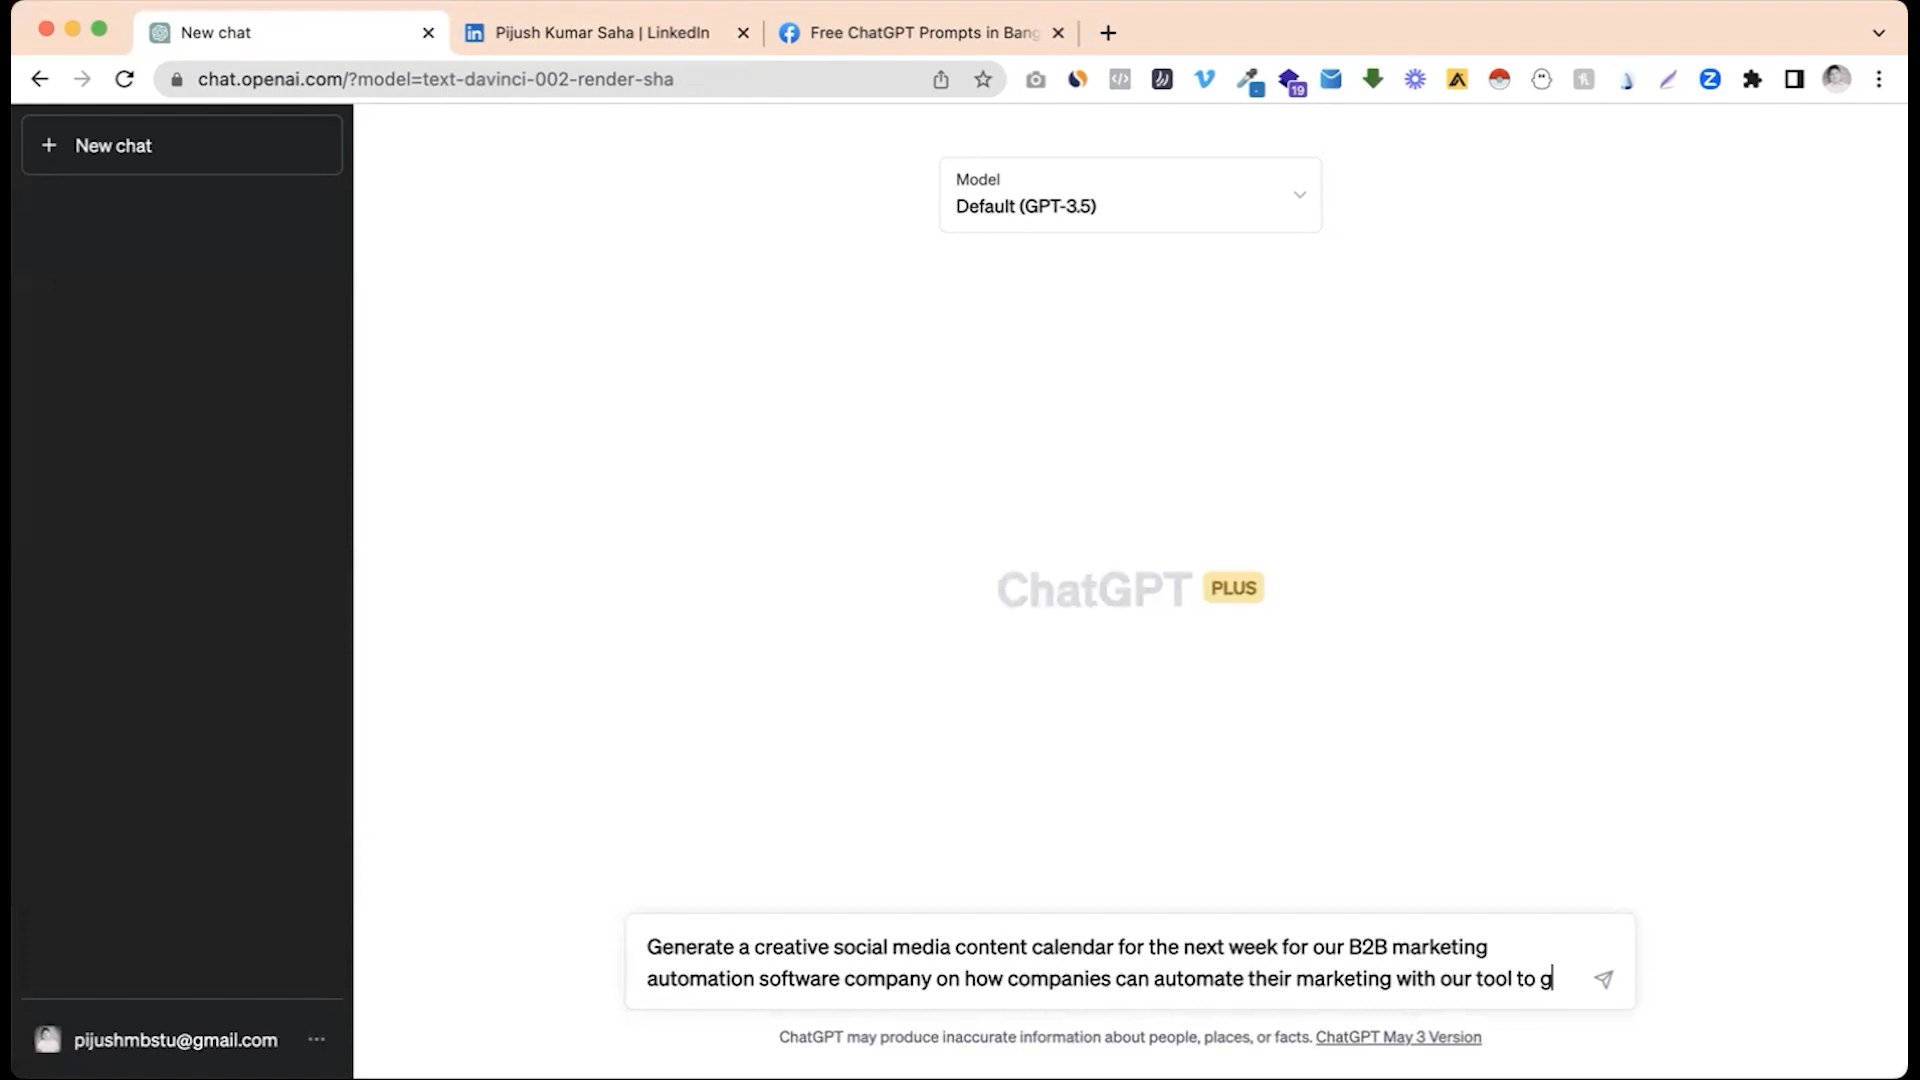 New chat
Pijush Kumar Saha | LinkedIn
Free ChatGPT Prompts in Bang
chat.openai.com/?model=text-davinci-002-render-sha
19
New chat
Model
Default (GPT-3.5)
ChatGPT PLUS
Generate a creative social media content calendar for the next week for our B2B marketing
automation software company on how companies can automate their marketing with our tool to g
pijushmbstu@gmail.com
ChatGPT may produce inaccurate information about people, places, or facts. ChatGPT May 3 Version